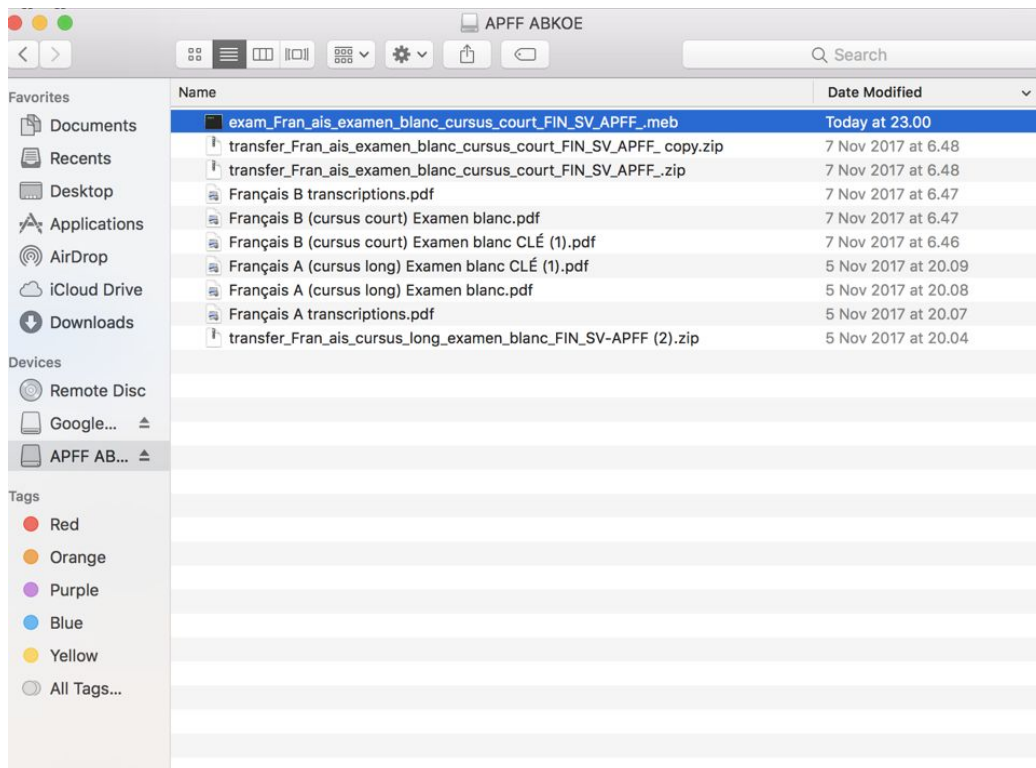 APFF ABKOE
Search
Favorites
Documents
Recents
Desktop
Applications
AirDrop
iCloud Drive
Downloads
Devices
Remote Disc
Google...
APFF AB...
Tags
Red
Orange
Purple
Blue
Yellow
All Tags...
Name Date Modified
exam_Fran_ais_examen_blanc_cursus_court_FIN_SV_APFF_.meb Today at 23.00
transfer_Fran_ais_examen_blanc_cursus_court_FIN_SV_APFF_ copy.zip 7 Nov 2017 at 6.48
transfer_Fran_ais_examen_blanc_cursus_court_FIN_SV_APFF_.zip 7 Nov 2017 at 6.48
Français B transcriptions.pdf 7 Nov 2017 at 6.47
Français B (cursus court) Examen blanc.pdf 7 Nov 2017 at 6.47
Français B (cursus court) Examen blanc CLÉ (1).pdf 7 Nov 2017 at 6.46
Français A (cursus long) Examen blanc CLÉ (1).pdf 5 Nov 2017 at 20.09
Français A (cursus long) Examen blanc.pdf 5 Nov 2017 at 20.08
Français A transcriptions.pdf 5 Nov 2017 at 20.07
transfer_Fran_ais_cursus_long_examen_blanc_FIN_SV-APFF (2).zip 5 Nov 2017 at 20.04